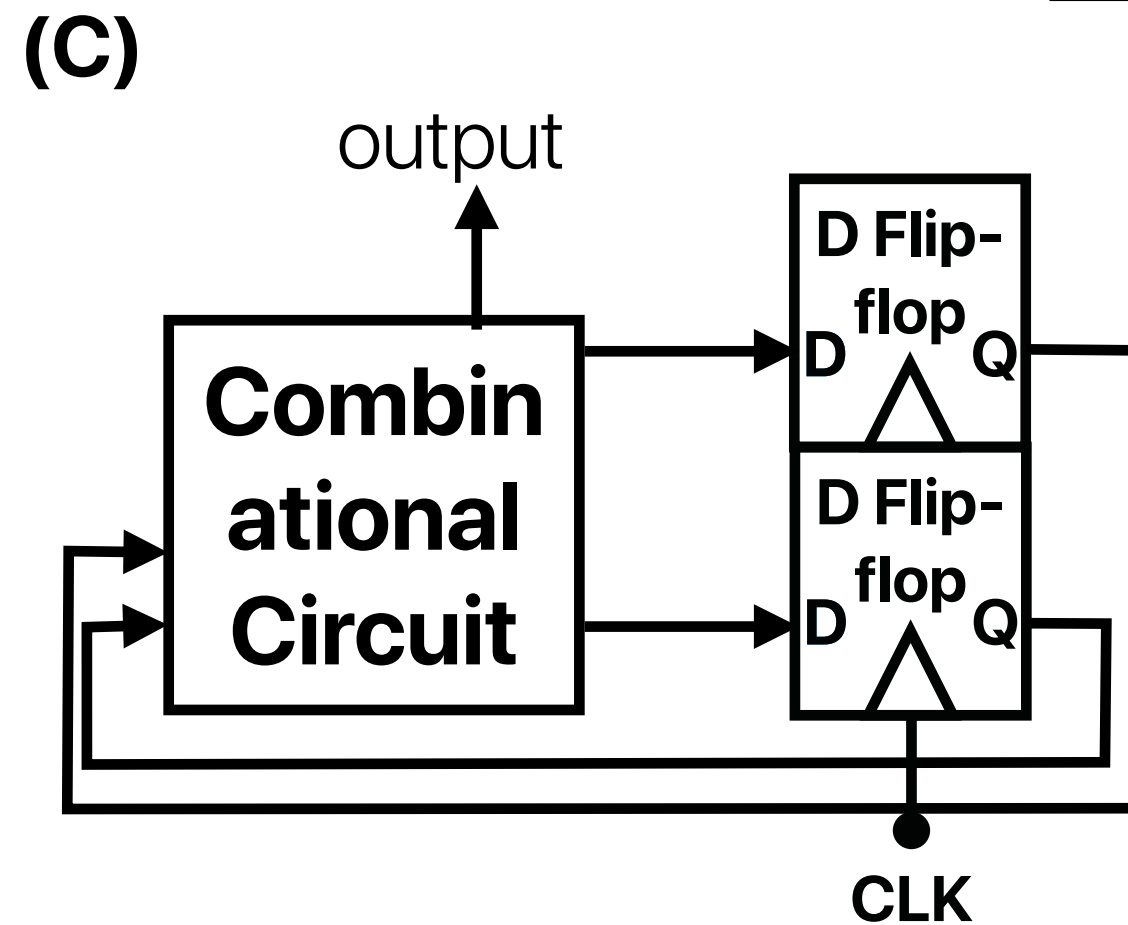 (C)
output
D Flip-
flop
D
Q
Combin
ational
Circuit
D Flip-
flop
D
Q
CLK